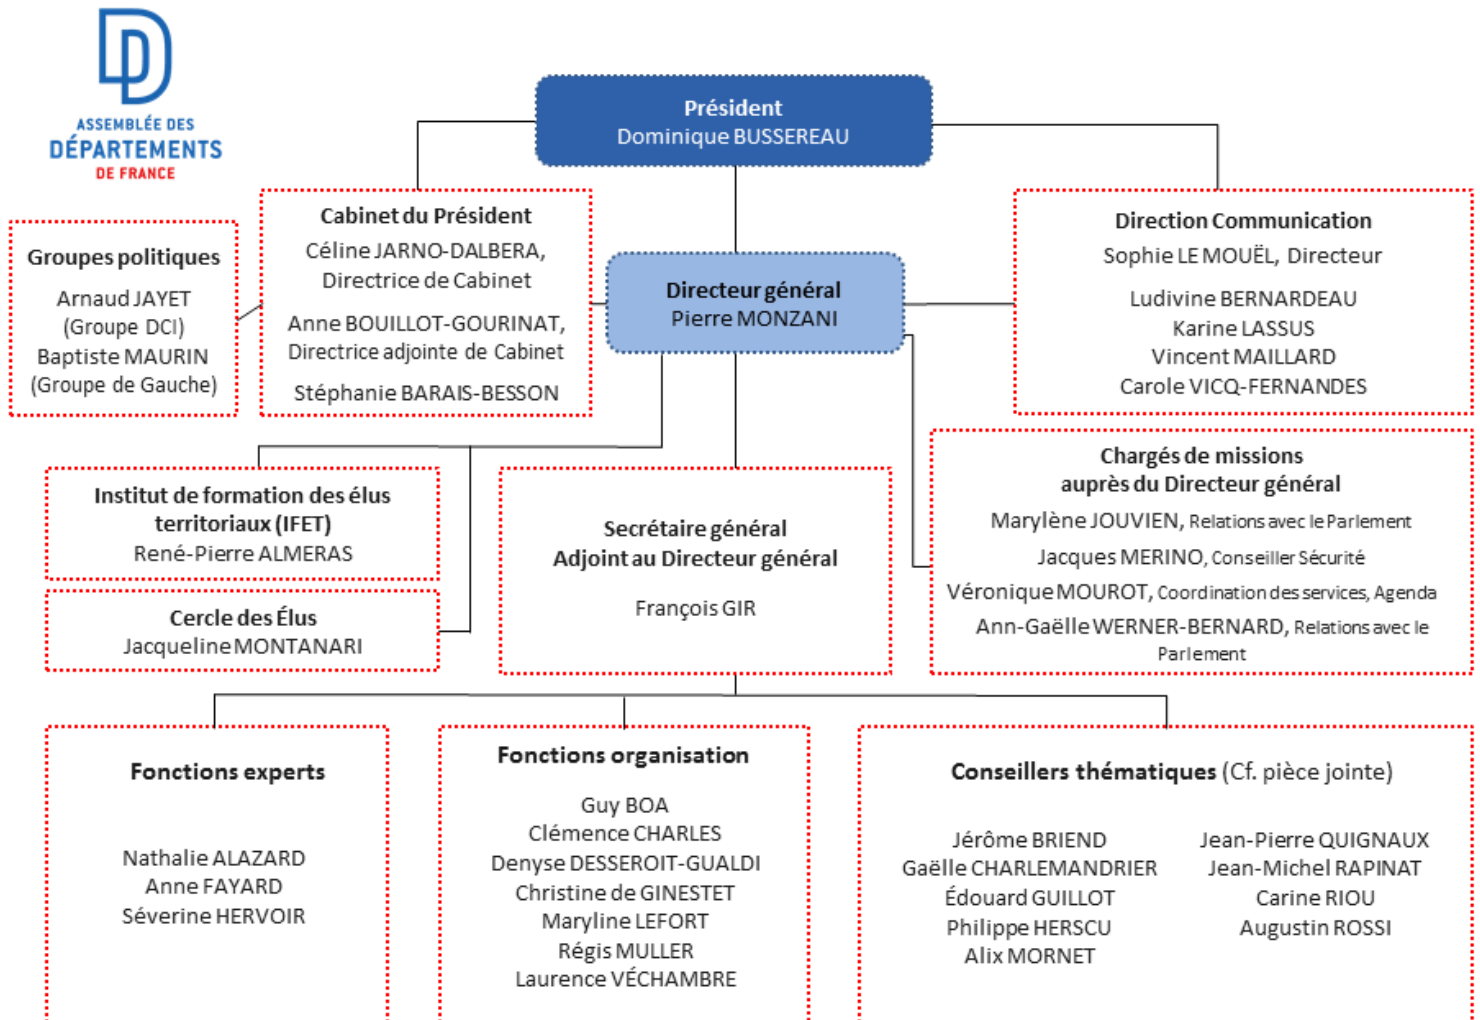 ASSEMBLÉE DES
DÉPARTEMENTS
DE FRANCE
Président
Dominique BUSSEREAU
Groupes politiques
Arnaud JAYET
(Groupe DCI)
Baptiste MAURIN
(Groupe de Gauche)
Cabinet du Président
Céline JARNO-DALBERA,
Directrice de Cabinet
Anne BOUILLOT-GOURINAT,
Directrice adjointe de Cabinet
Stéphanie BARAIS-BESSON
Directeur général
Pierre MONZANI
Direction Communication
Sophie LE MOUËL, Directeur
Ludivine BERNARDEAU
Karine LASSUS
Vincent MAILLARD
Carole VICQ-FERNANDES
Institut de formation des élus
territoriaux (IFET)
René-Pierre ALMERAS
Cercle des Élus
Jacqueline MONTANARI
Secrétaire général
Adjoint au Directeur général
François GIR
Chargés de missions
auprès du Directeur général
Marylène JOUVIEN, Relations avec le Parlement
Jacques MERINO, Conseiller Sécurité
Véronique MOUROT, Coordination des services, Agenda
Ann-Gaëlle WERNER-BERNARD, Relations avec le
Parlement
Fonctions experts
Nathalie ALAZARD
Anne FAYARD
Séverine HERVOIR
Fonctions organisation
Guy BOA
Clémence CHARLES
Denyse DESSEROIT-GUALDI
Christine de GINESTET
Maryline LEFORT
Régis MULLER
Laurence VÉCHAMBRE
Conseillers thématiques (Cf. pièce jointe)
Jérôme BRIEND
Gaëlle CHARLEMANDRIER
Édouard GUILLOT
Philippe HERSCU
Alix MORNET
Jean-Pierre QUIGNAUX
Jean-Michel RAPINAT
Carine RIOU
Augustin ROSSI